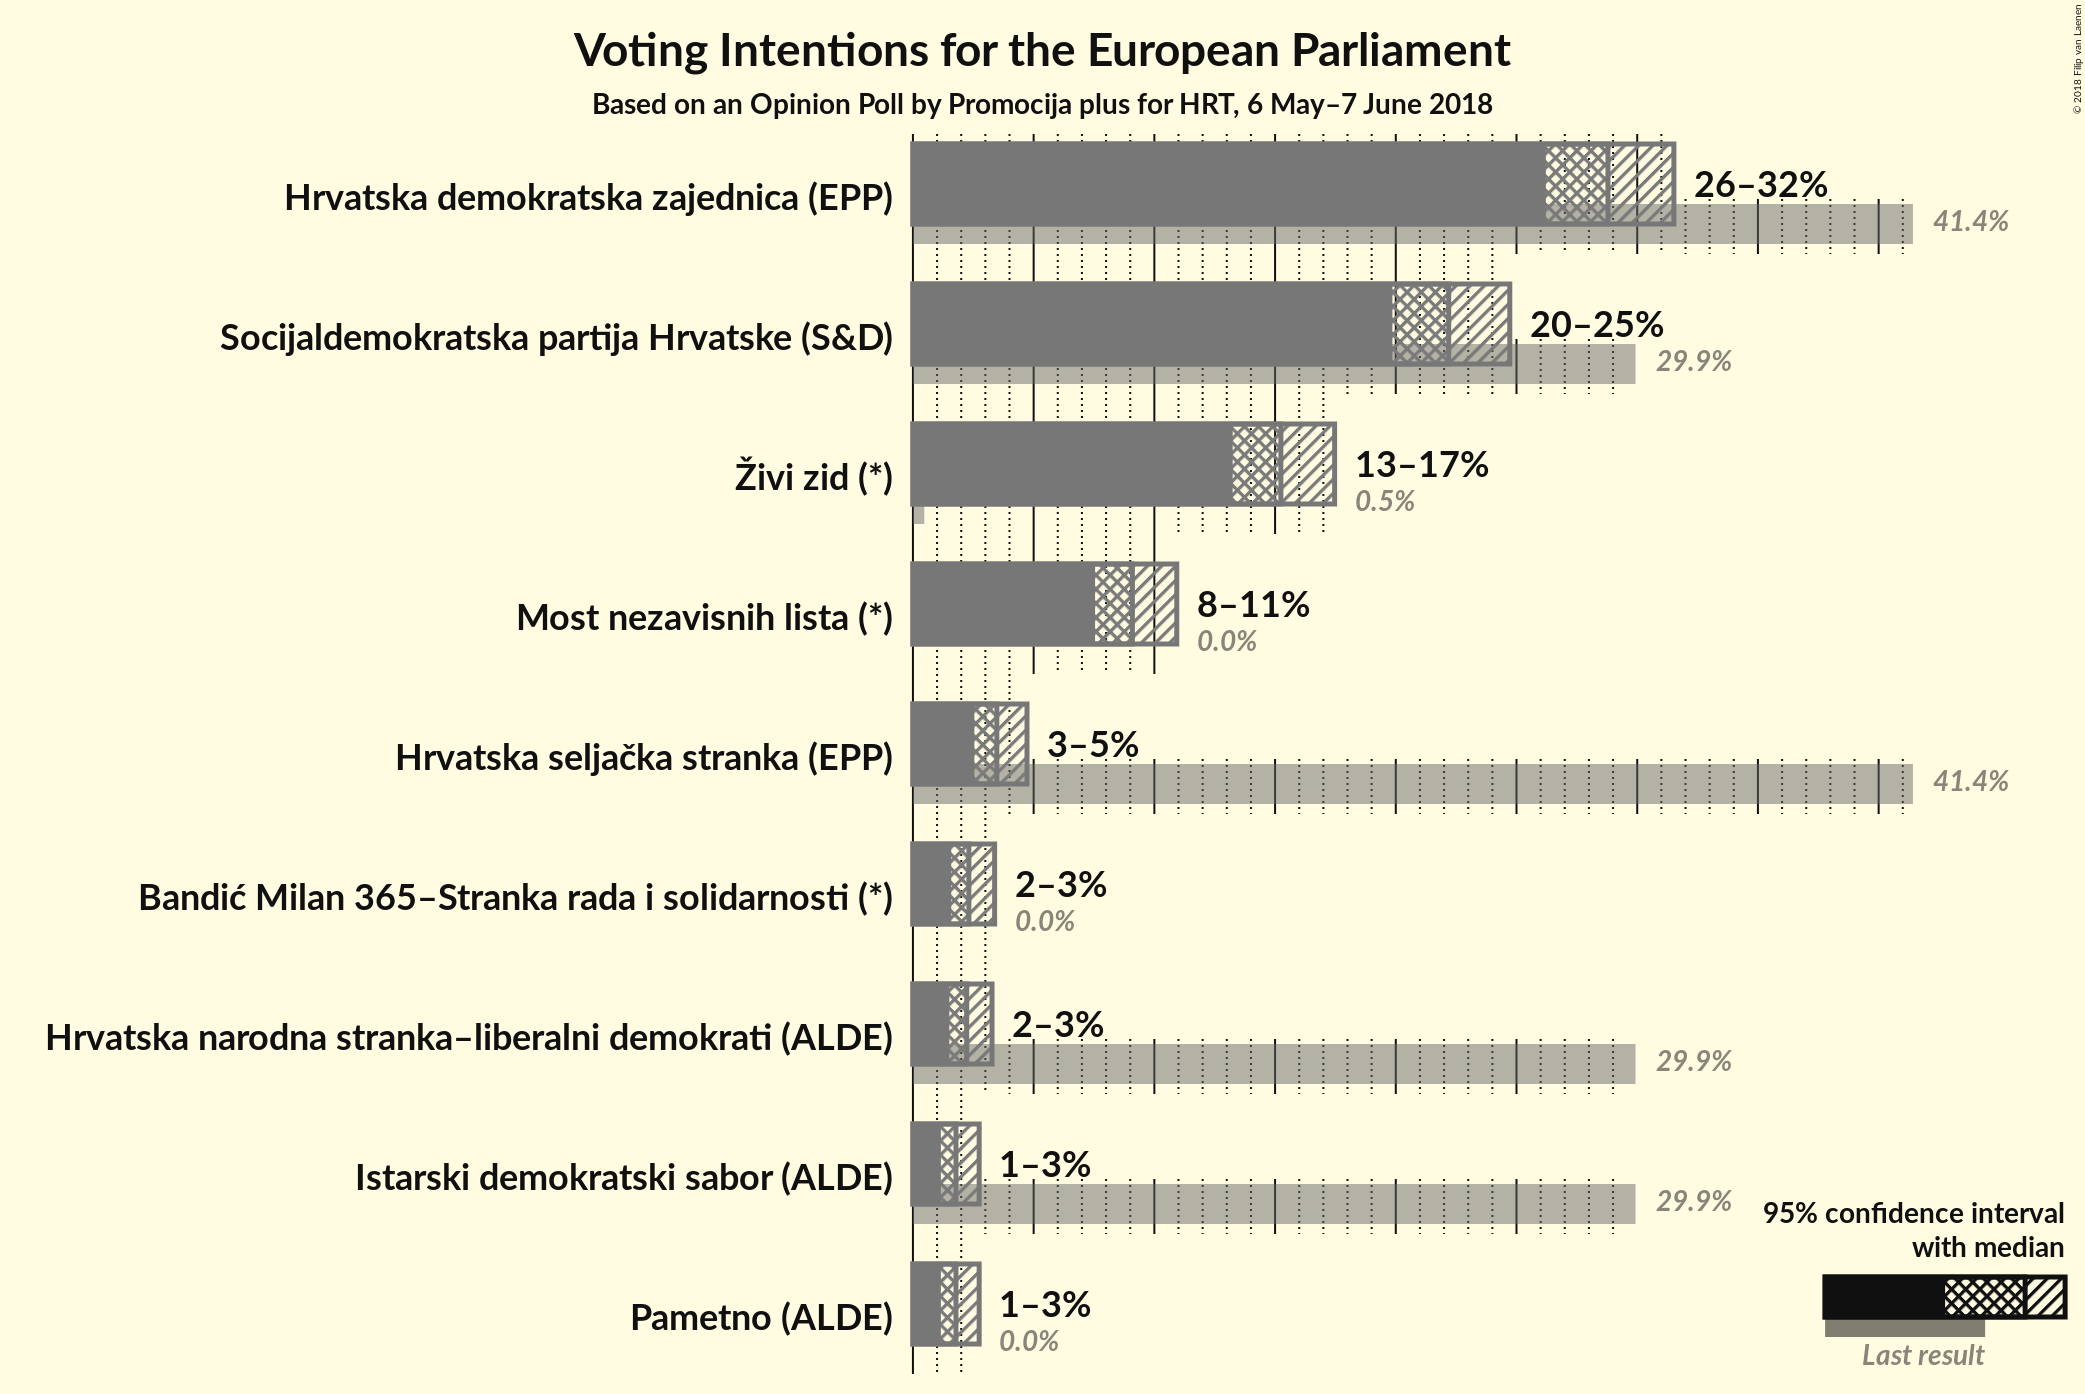 Voting Intentions for the European Parliament
Based on an Opinion Poll by Promocija plus for HRT, 6 May–7 June 2018
© 2018 Filip van Laenen
Hrvatska demokratska zajednica (EPP)
26–32%
41.4%
Socijaldemokratska partija Hrvatske (S&D)
20–25%
29.9%
Živi zid (*)
13–17%
0.5%
Most nezavisnih lista (*)
8–11%
0.0%
Hrvatska seljačka stranka (EPP)
3–5%
41.4%
Bandić Milan 365–Stranka rada i solidarnosti (*)
2–3%
0.0%
Hrvatska narodna stranka–liberalni demokrati (ALDE)
2–3%
29.9%
Istarski demokratski sabor (ALDE)
1–3%
29.9%
Pametno (ALDE)
1–3%
0.0%
95% confidence interval
with median
Last result